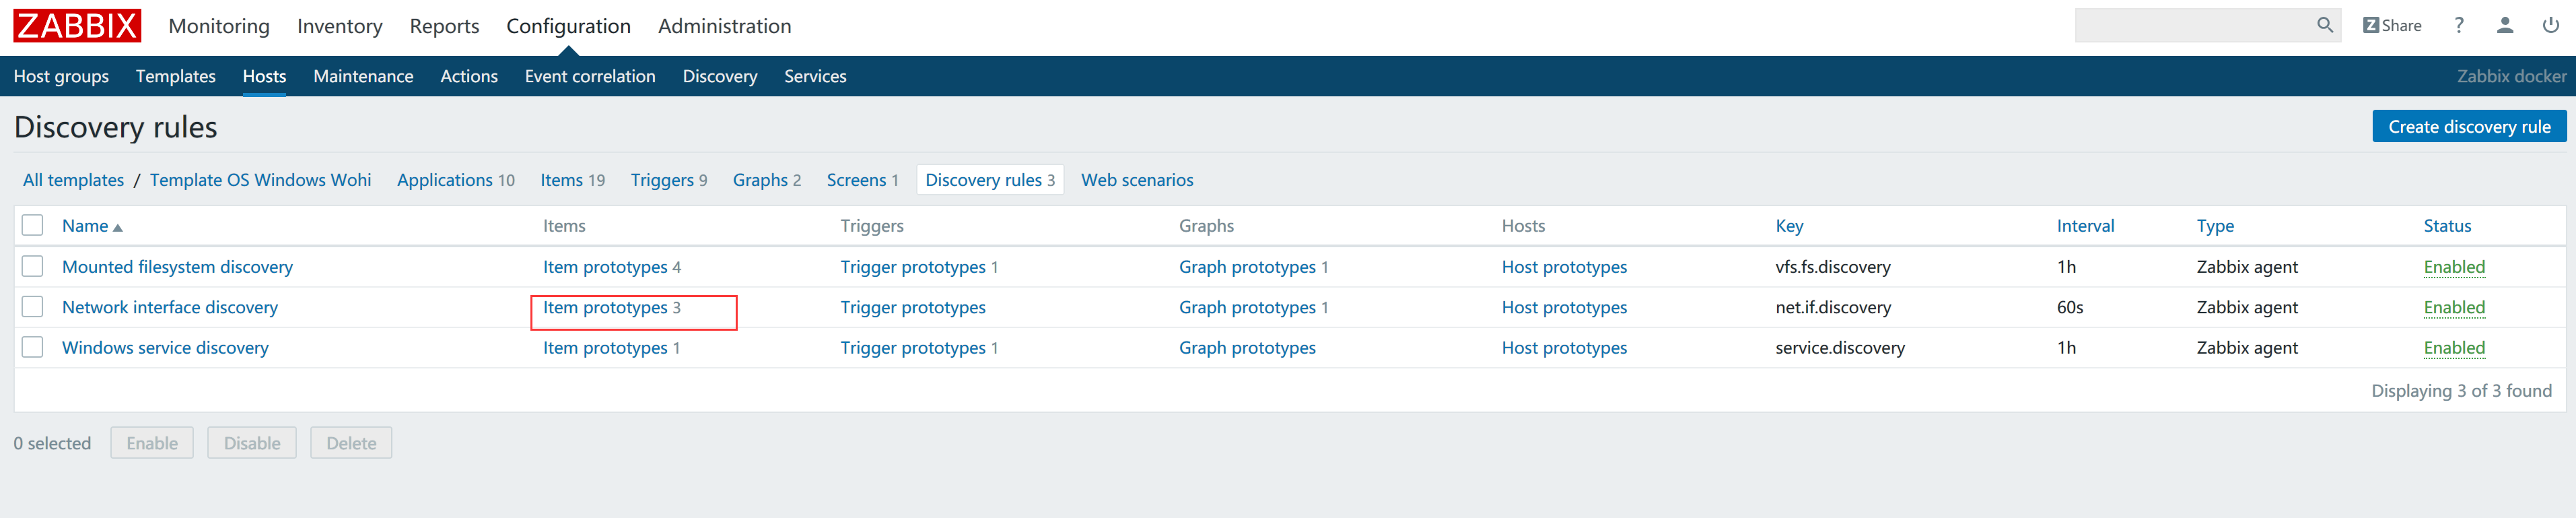 ZABBIX Monitoring Inventory Reports Configuration Administration Z Share ?
Host groups Templates Hosts Maintenance Actions Event correlation Discovery Services Zabbix docker
Discovery rules Create discovery rule
All templates / Template OS Windows Wohi Applications 10 Items 19 Triggers 9 Graphs 2 Screens 1 Discovery rules 3 Web scenarios
Name Items Triggers Graphs Hosts Key Interval Type Status
Mounted filesystem discovery Item prototypes 4 Trigger prototypes 1 Graph prototypes 1 Host prototypes vfs.fs.discovery 1h Zabbix agent Enabled
Network interface discovery Item prototypes 3 Trigger prototypes Graph prototypes 1 Host prototypes net.if.discovery 60s Zabbix agent Enabled
Windows service discovery Item prototypes 1 Trigger prototypes 1 Graph prototypes Host prototypes service.discovery 1h Zabbix agent Enabled
Displaying 3 of 3 found
0 selected Enable Disable Delete